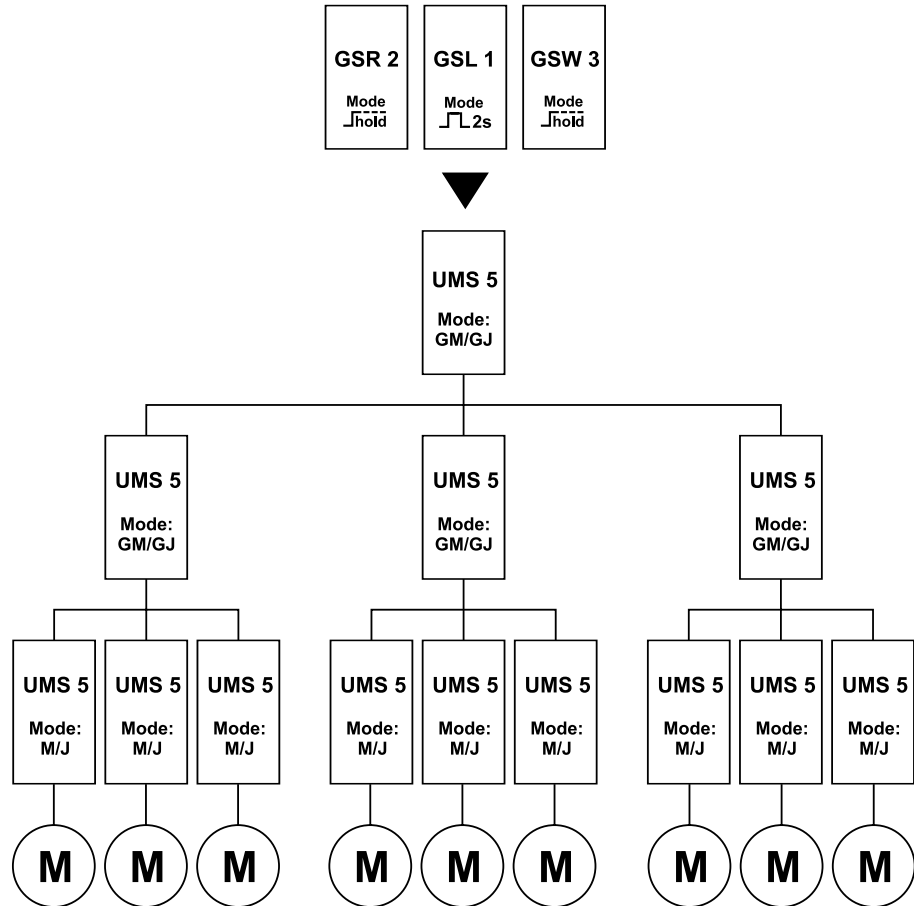 GSR 2 GSL 1 GSW 3
Mode Mode Mode
hold 2s hold
UMS 5
Mode:
GM/GJ
UMS 5 UMS 5 UMS 5
Mode: Mode: Mode:
GM/GJ GM/GJ GM/GJ
UMS 5 UMS 5 UMS 5 UMS 5 UMS 5 UMS 5 UMS 5 UMS 5 UMS 5
Mode: Mode: Mode: Mode: Mode: Mode: Mode: Mode: Mode:
M/J M/J M/J M/J M/J M/J M/J M/J M/J
M M M M M M M M M